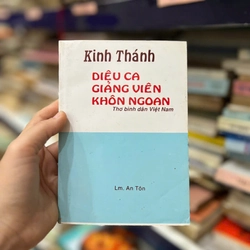 Kinh Thánh
DIỆU CA
GIẢNG VIÊN
KHÔN NGOAN
Thơ bình dân Việt Nam
Lm. An Tôn